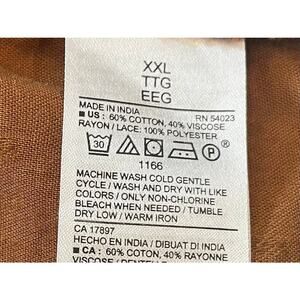 XXL
TTG
EEG
MADE IN INDIA RN 54023
■ US: 60% COTTON, 40% VISCOSE
RAYON / LACE: 100% POLYESTER
30 P
1166
MACHINE WASH COLD GENTLE
CYCLE / WASH AND DRY WITH LIKE
COLORS / ONLY NON-CHLORINE
BLEACH WHEN NEEDED / TUMBLE
DRY LOW / WARM IRON
CA 17897
HECHO EN INDIA / DIBUAT DI INDIA
■ CA: 60% COTTON, 40%